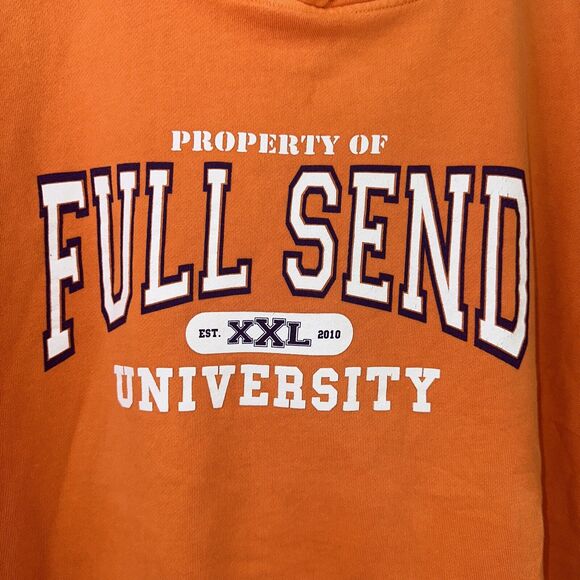 PROPERTY OF
FULL SEND
EST. XXL 2010
UNIVERSITY